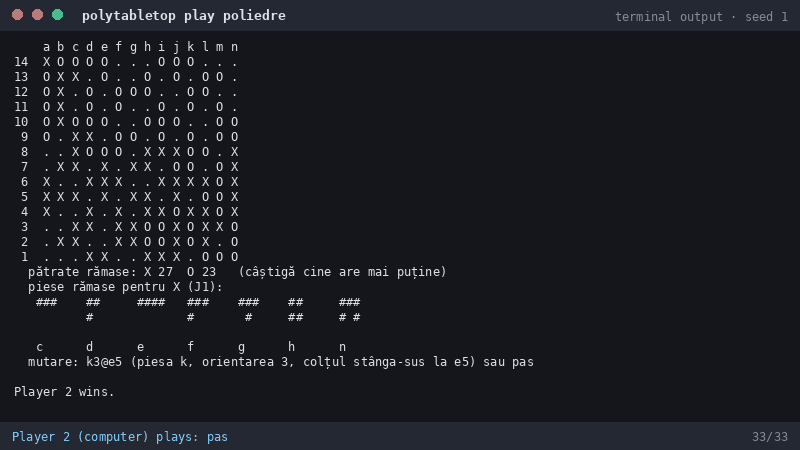 polytabletop play poliedre
terminal output · seed 1
a b c d e f g h i j k l m n
14 X O O O O . . . O O O . . .
13 O X X . O . . O . O . O O .
12 O X . O . O O O . . O O . .
11 O X . O . O . . O . O . O .
10 O X O O O . . O O O . . O O
9 O . X X . O O . O . O . O O
8 . . X O O O . X X X O O . X
7 . X X . X . X X . O O . O X
6 X . . X X X . . X X X X O X
5 X X X . X . X X . X . O O X
4 X . . X . X . X X O X X O X
3 . . X X . X X O O X O X X O
2 . X X . . X X O O X O X . O
1 . . . X X . . X X X . O O O
pătrate rămase: X 27 O 23 (câștigă cine are mai puține)
piese rămase pentru X (J1):
### ## #### ### ### ## ###
# # # ## # #
c d e f g h n
mutare: k3@e5 (piesa k, orientarea 3, colțul stânga-sus la e5) sau pas
Player 2 wins.
Player 2 (computer) plays: pas
33/33